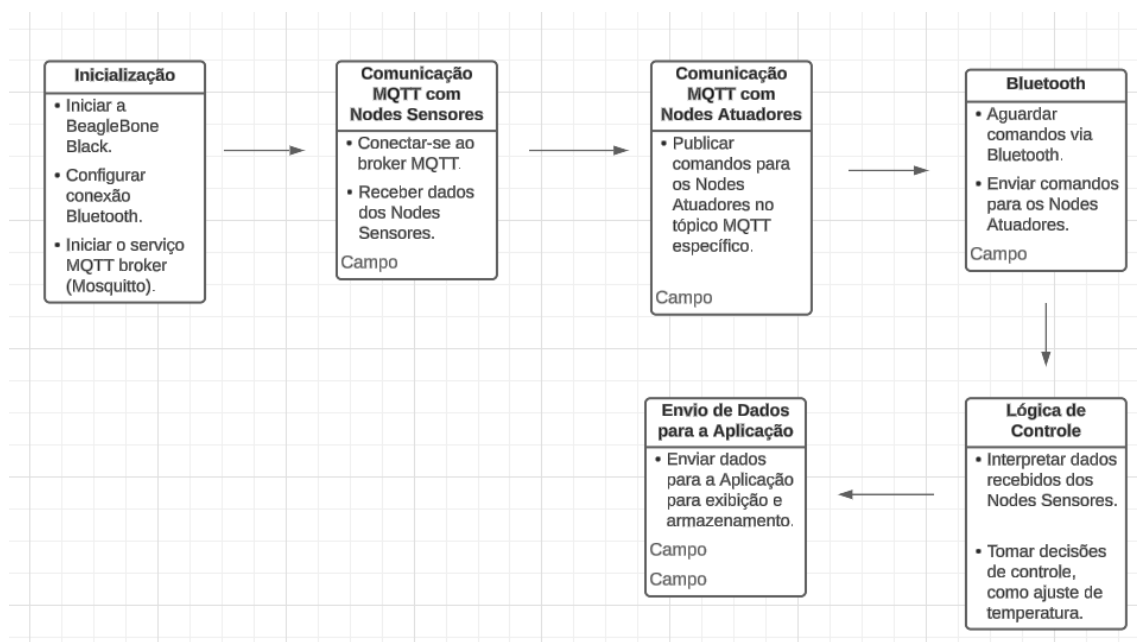 Inicialização
• Iniciar a
BeagleBone
Black.
• Configurar
conexão
Bluetooth.
• Iniciar o serviço
MQTT broker
(Mosquitto).
Comunicação
MQTT com
Nodes Sensores
• Conectar-se ao
broker MQTT.
• Receber dados
dos Nodes
Sensores.
Campo
Comunicação
MQTT com
Nodes Atuadores
• Publicar
comandos para
os Nodes
Atuadores no
tópico MQTT
específico.
Campo
Bluetooth
• Aguardar
comandos via
Bluetooth.
• Enviar comandos
para os Nodes
Atuadores.
Campo
Lógica de
Controle
• Interpretar dados
recebidos dos
Nodes Sensores.
• Tomar decisões
de controle,
como ajuste de
temperatura.
Envio de Dados
para a Aplicação
• Enviar dados
para a Aplicação
para exibição e
armazenamento.
Campo
Campo